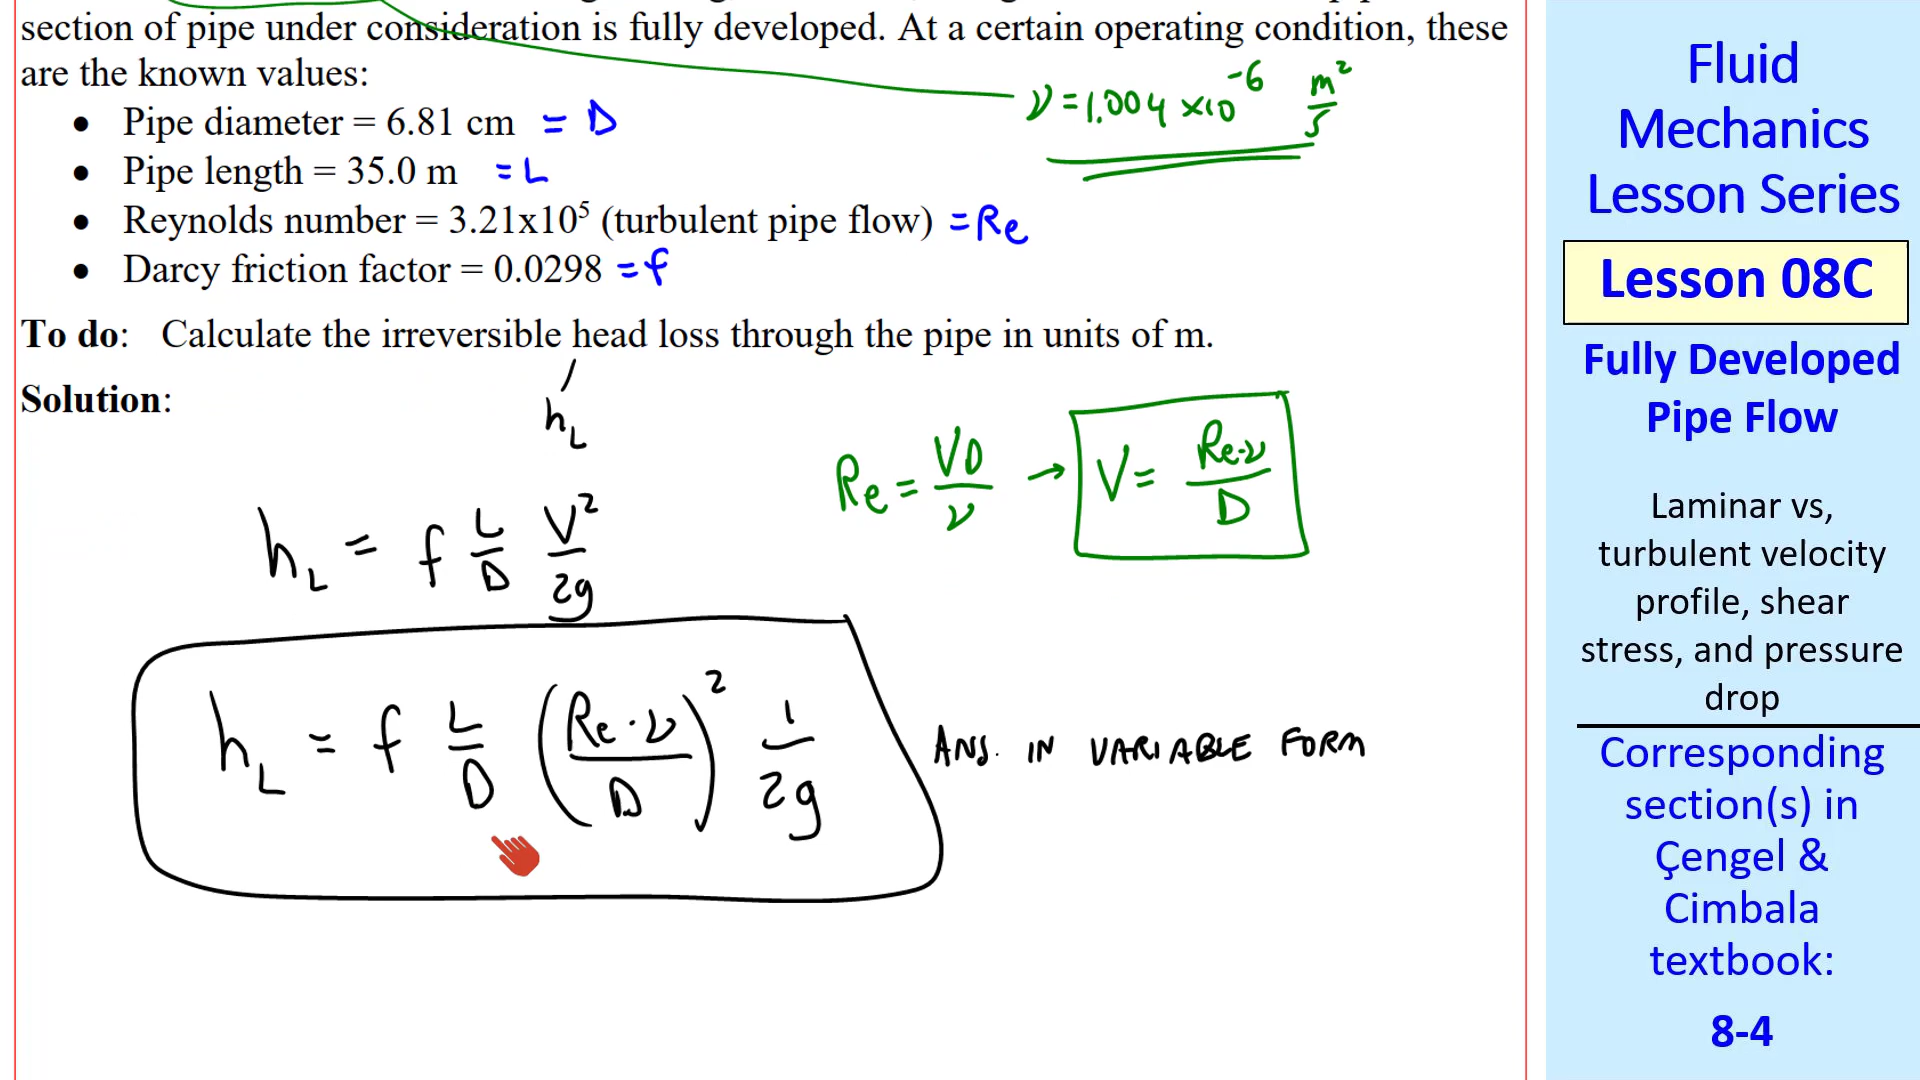 section of pipe under consideration is fully developed. At a certain operating condition, these
are the known values:
• Pipe diameter = 6.81 cm = D
• Pipe length = 35.0 m = L
• Reynolds number = 3.21x10⁵ (turbulent pipe flow) = Re
• Darcy friction factor = 0.0298 = f
ν = 1.004 ×10⁻⁶ m²/s
To do: Calculate the irreversible head loss through the pipe in units of m.
Solution:
h_L
Re = VD/ν → V = Re·ν/D
h_L = f L/D V²/2g
h_L = f L/D (Re·ν/D)² 1/2g
ANS. IN VARIABLE FORM
Fluid
Mechanics
Lesson Series
Lesson 08C
Fully Developed
Pipe Flow
Laminar vs,
turbulent velocity
profile, shear
stress, and pressure
drop
Corresponding
section(s) in
Çengel &
Cimbala
textbook:
8-4